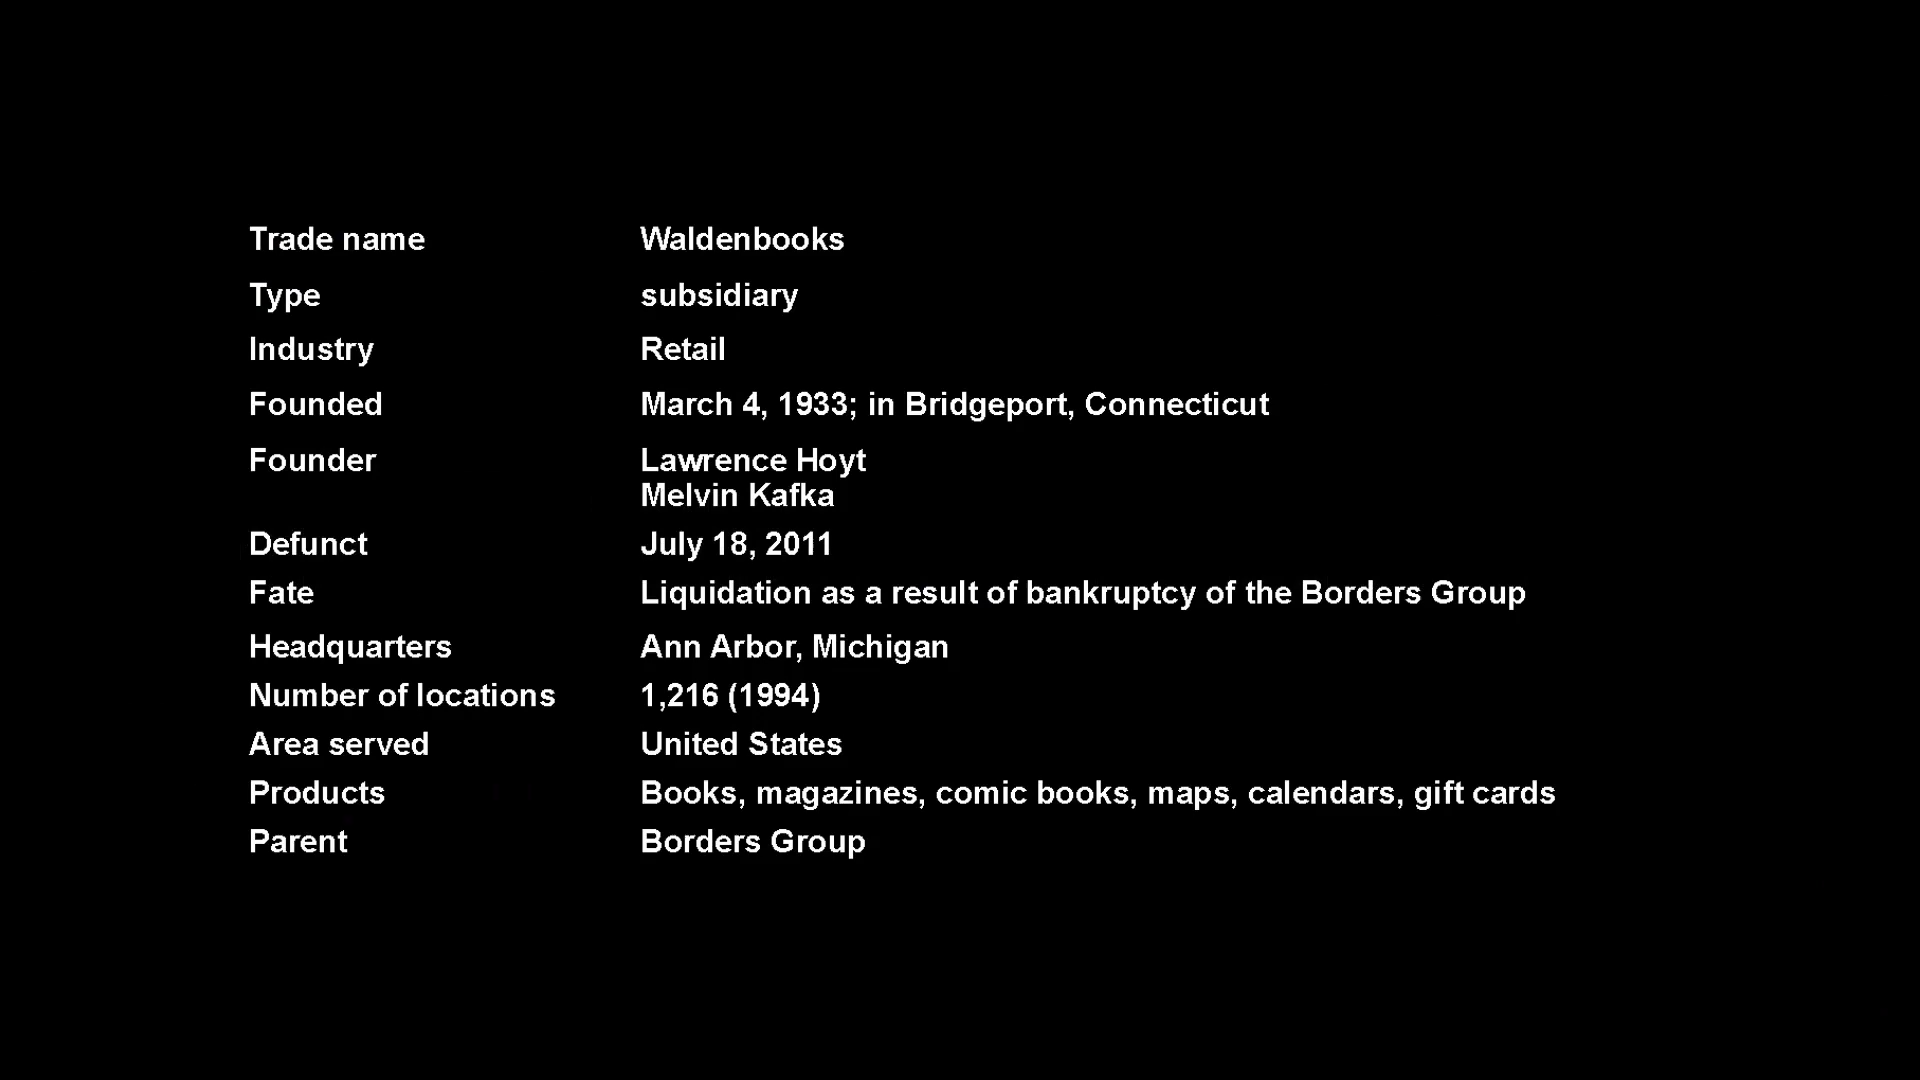 Trade name Waldenbooks
Type subsidiary
Industry Retail
Founded March 4, 1933; in Bridgeport, Connecticut
Founder Lawrence Hoyt
Melvin Kafka
Defunct July 18, 2011
Fate Liquidation as a result of bankruptcy of the Borders Group
Headquarters Ann Arbor, Michigan
Number of locations 1,216 (1994)
Area served United States
Products Books, magazines, comic books, maps, calendars, gift cards
Parent Borders Group